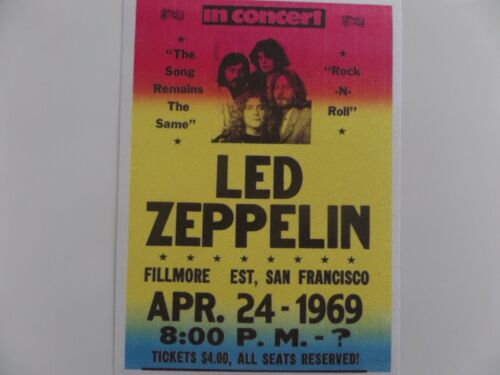 in concert
"The
Song
Remains
The
Same"
"Rock
-N-
Roll"
LED
ZEPPELIN
FILLMORE EST, SAN FRANCISCO
APR. 24-1969
8:00 P. M. - ?
TICKETS $4.00, ALL SEATS RESERVED!